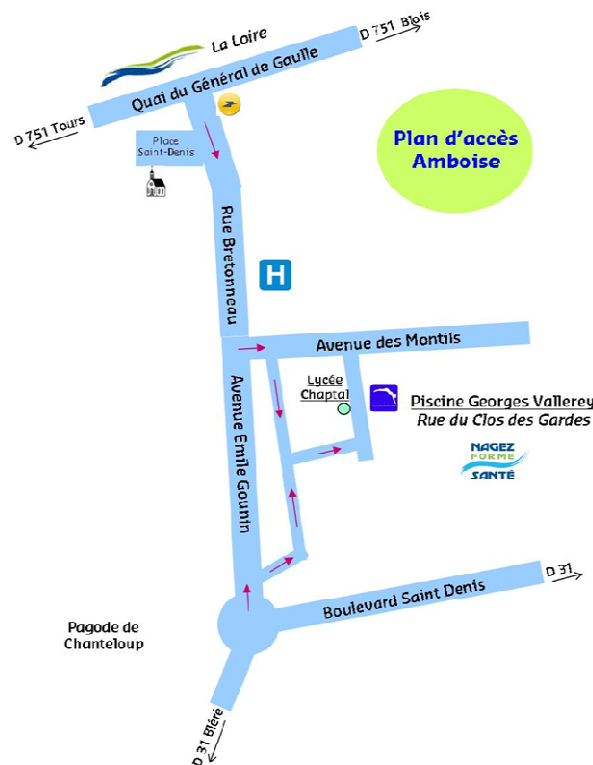 La Loire
D 751 Blois
Quai du Général de Gaulle
D 751 Tours
Place
Saint-Denis
Plan d'accès
Amboise
Rue Bretonneau
H
Avenue des Montils
Lycée
Chaptal
Piscine Georges Vallerey
Rue du Clos des Gardes
NAGEZ
FORME
SANTÉ
Avenue Emile Gounin
D 31
Boulevard Saint Denis
Pagode de
Chanteloup
D 31 Bléré